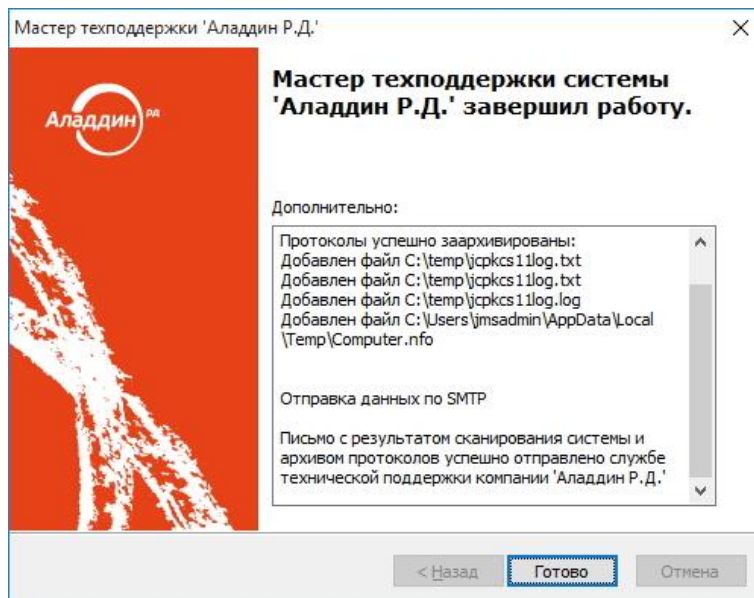 Мастер техподдержки 'Аладдин Р.Д.'
Аладдин РД
Мастер техподдержки системы
'Аладдин Р.Д.' завершил работу.
Дополнительно:
Протоколы успешно заархивированы:
Добавлен файл C:\temp\jcpkcs11log.txt
Добавлен файл C:\temp\jcpkcs11log.txt
Добавлен файл C:\temp\jcpkcs11log.log
Добавлен файл C:\Users\jmsadmin\AppData\Local
\Temp\Computer.nfo
Отправка данных по SMTP
Письмо с результатом сканирования системы и
архивом протоколов успешно отправлено службе
технической поддержки компании 'Аладдин Р.Д.'
< Назад Готово Отмена